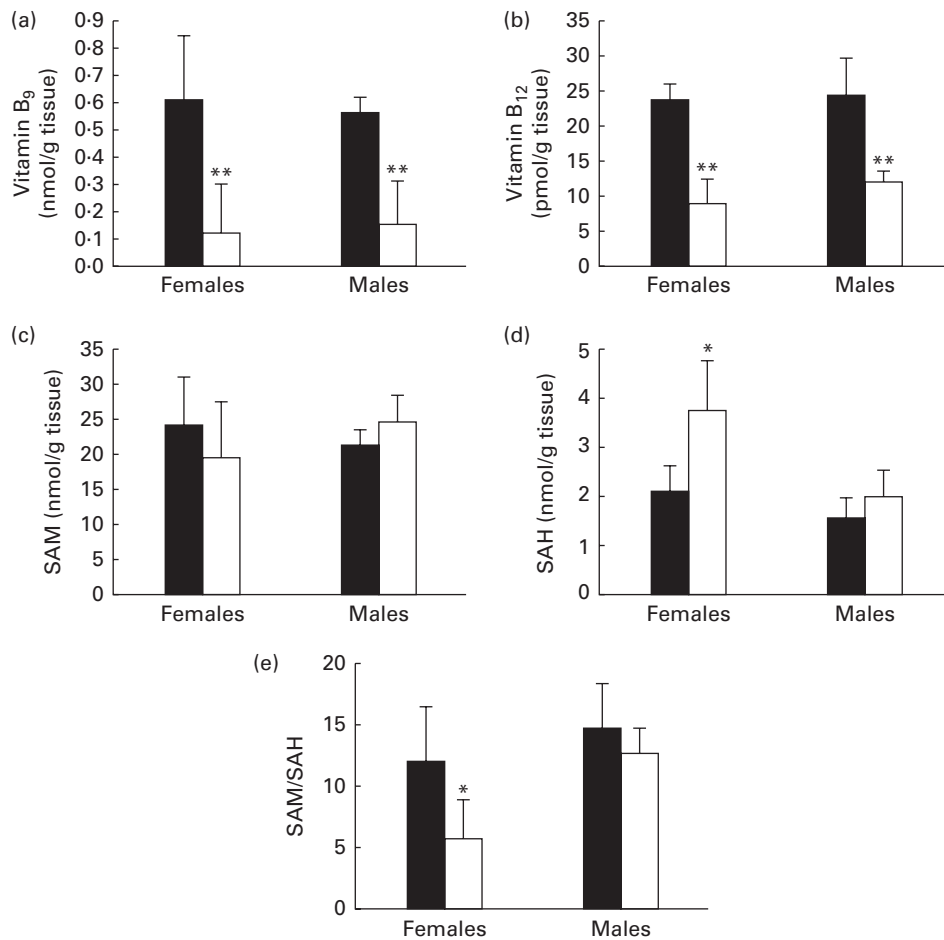 (a)
Vitamin B9
(nmol/g tissue)
0·9
0·8
0·7
0·6
0·5
0·4
0·3
0·2
0·1
0·0
**
**
Females
Males
(b)
Vitamin B12
(pmol/g tissue)
35
30
25
20
15
10
5
0
**
**
Females
Males
(c)
SAM (nmol/g tissue)
35
30
25
20
15
10
5
0
Females
Males
(d)
SAH (nmol/g tissue)
5
4
3
2
1
0
*
Females
Males
(e)
SAM/SAH
20
15
10
5
0
*
Females
Males